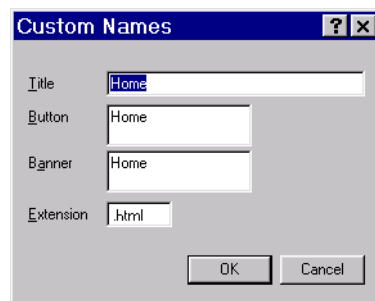 Custom Names ? ×
Title Home
Button Home
Banner Home
Extension .html
OK Cancel